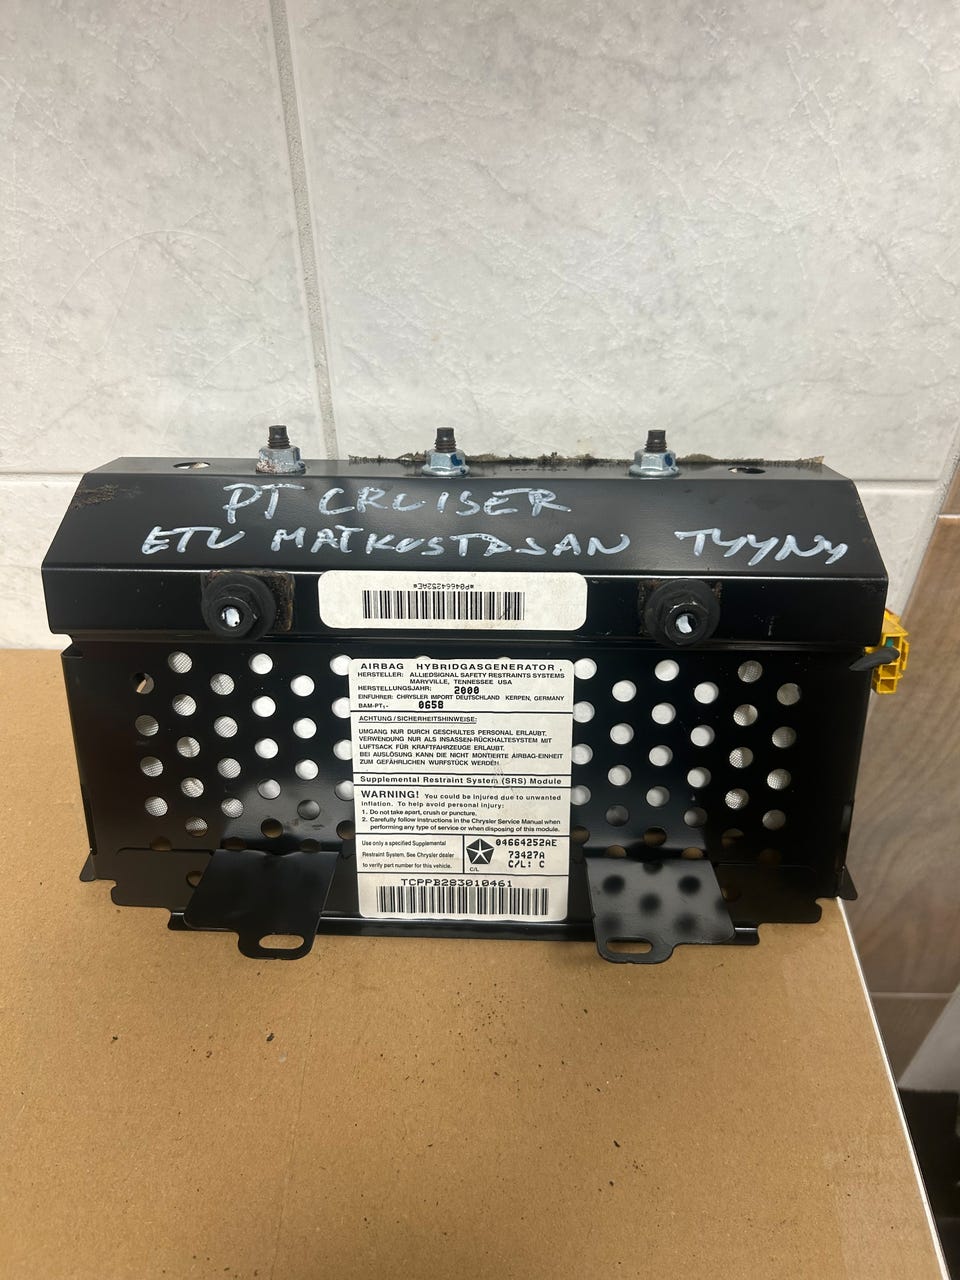 PT CRUISER
ETU MATKUSTAJAN TYYNY
*P04664252AE*
AIRBAG HYBRIDGASGENERATOR,
HERSTELLER: ALLIEDSIGNAL SAFETY RESTRAINTS SYSTEMS
MARYVILLE, TENNESSEE USA
HERSTELLUNGSJAHR: 2000
EINFUHRER: CHRYSLER IMPORT DEUTSCHLAND KERPEN, GERMANY
BAM-PT₁- 0658
ACHTUNG/SICHERHEITSHINWEISE:
UMGANG NUR DURCH GESCHULTES PERSONAL ERLAUBT.
VERWENDUNG NUR ALS INSASSEN-RÜCKHALTESYSTEM MIT
LUFTSACK FÜR KRAFTFAHRZEUGE ERLAUBT.
BEI AUSLÖSUNG KANN DIE NICHT MONTIERTE AIRBAG-EINHEIT
ZUM GEFÄHRLICHEN WURFSTÜCK WERDEN.
Supplemental Restraint System (SRS) Module
WARNING! You could be injured due to unwanted
inflation. To help avoid personal injury:
1. Do not take apart, crush or puncture.
2. Carefully follow instructions in the Chrysler Service Manual when
performing any type of service or when disposing of this module.
Use only a specified Supplemental
Restraint System. See Chrysler dealer
to verify part number for this vehicle.
C/L
04664252AE
73427A
C/L: C
TCPPB283010461